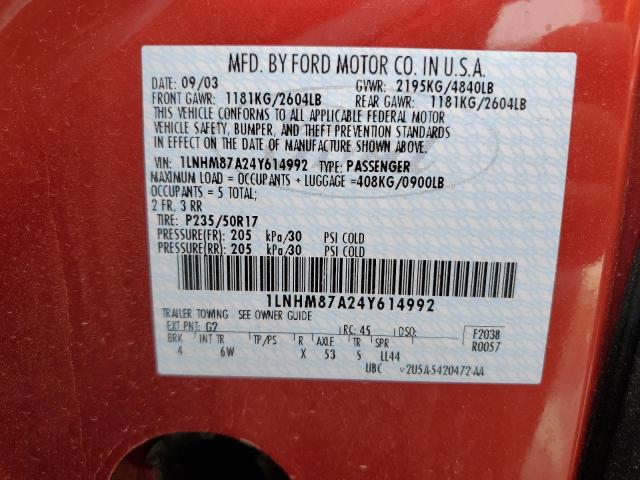 MFD. BY FORD MOTOR CO. IN U.S.A.
DATE: 09/03 GVWR: 2195KG/4840LB
FRONT GAWR: 1181KG/2604LB REAR GAWR: 1181KG/2604LB
THIS VEHICLE CONFORMS TO ALL APPLICABLE FEDERAL MOTOR
VEHICLE SAFETY, BUMPER, AND THEFT PREVENTION STANDARDS
IN EFFECT ON THE DATE OF MANUFACTURE SHOWN ABOVE.
VIN: 1LNHM87A24Y614992 TYPE: PASSENGER
MAXIMUM LOAD = OCCUPANTS + LUGGAGE =408KG/0900LB
OCCUPANTS = 5 TOTAL;
2 FR, 3 RR
TIRE: P235/50R17
PRESSURE(FR): 205 kPa/30 PSI COLD
PRESSURE(RR): 205 kPa/30 PSI COLD
1LNHM87A24Y614992
TRAILER TOWING SEE OWNER GUIDE
EXT PNT: G2 RC: 45 DSO: F2038
BRK INT TR TP/PS R AXLE TR SPR R0057
4 6W X 53 S LL44
UBC v2U5A-5420472-AA